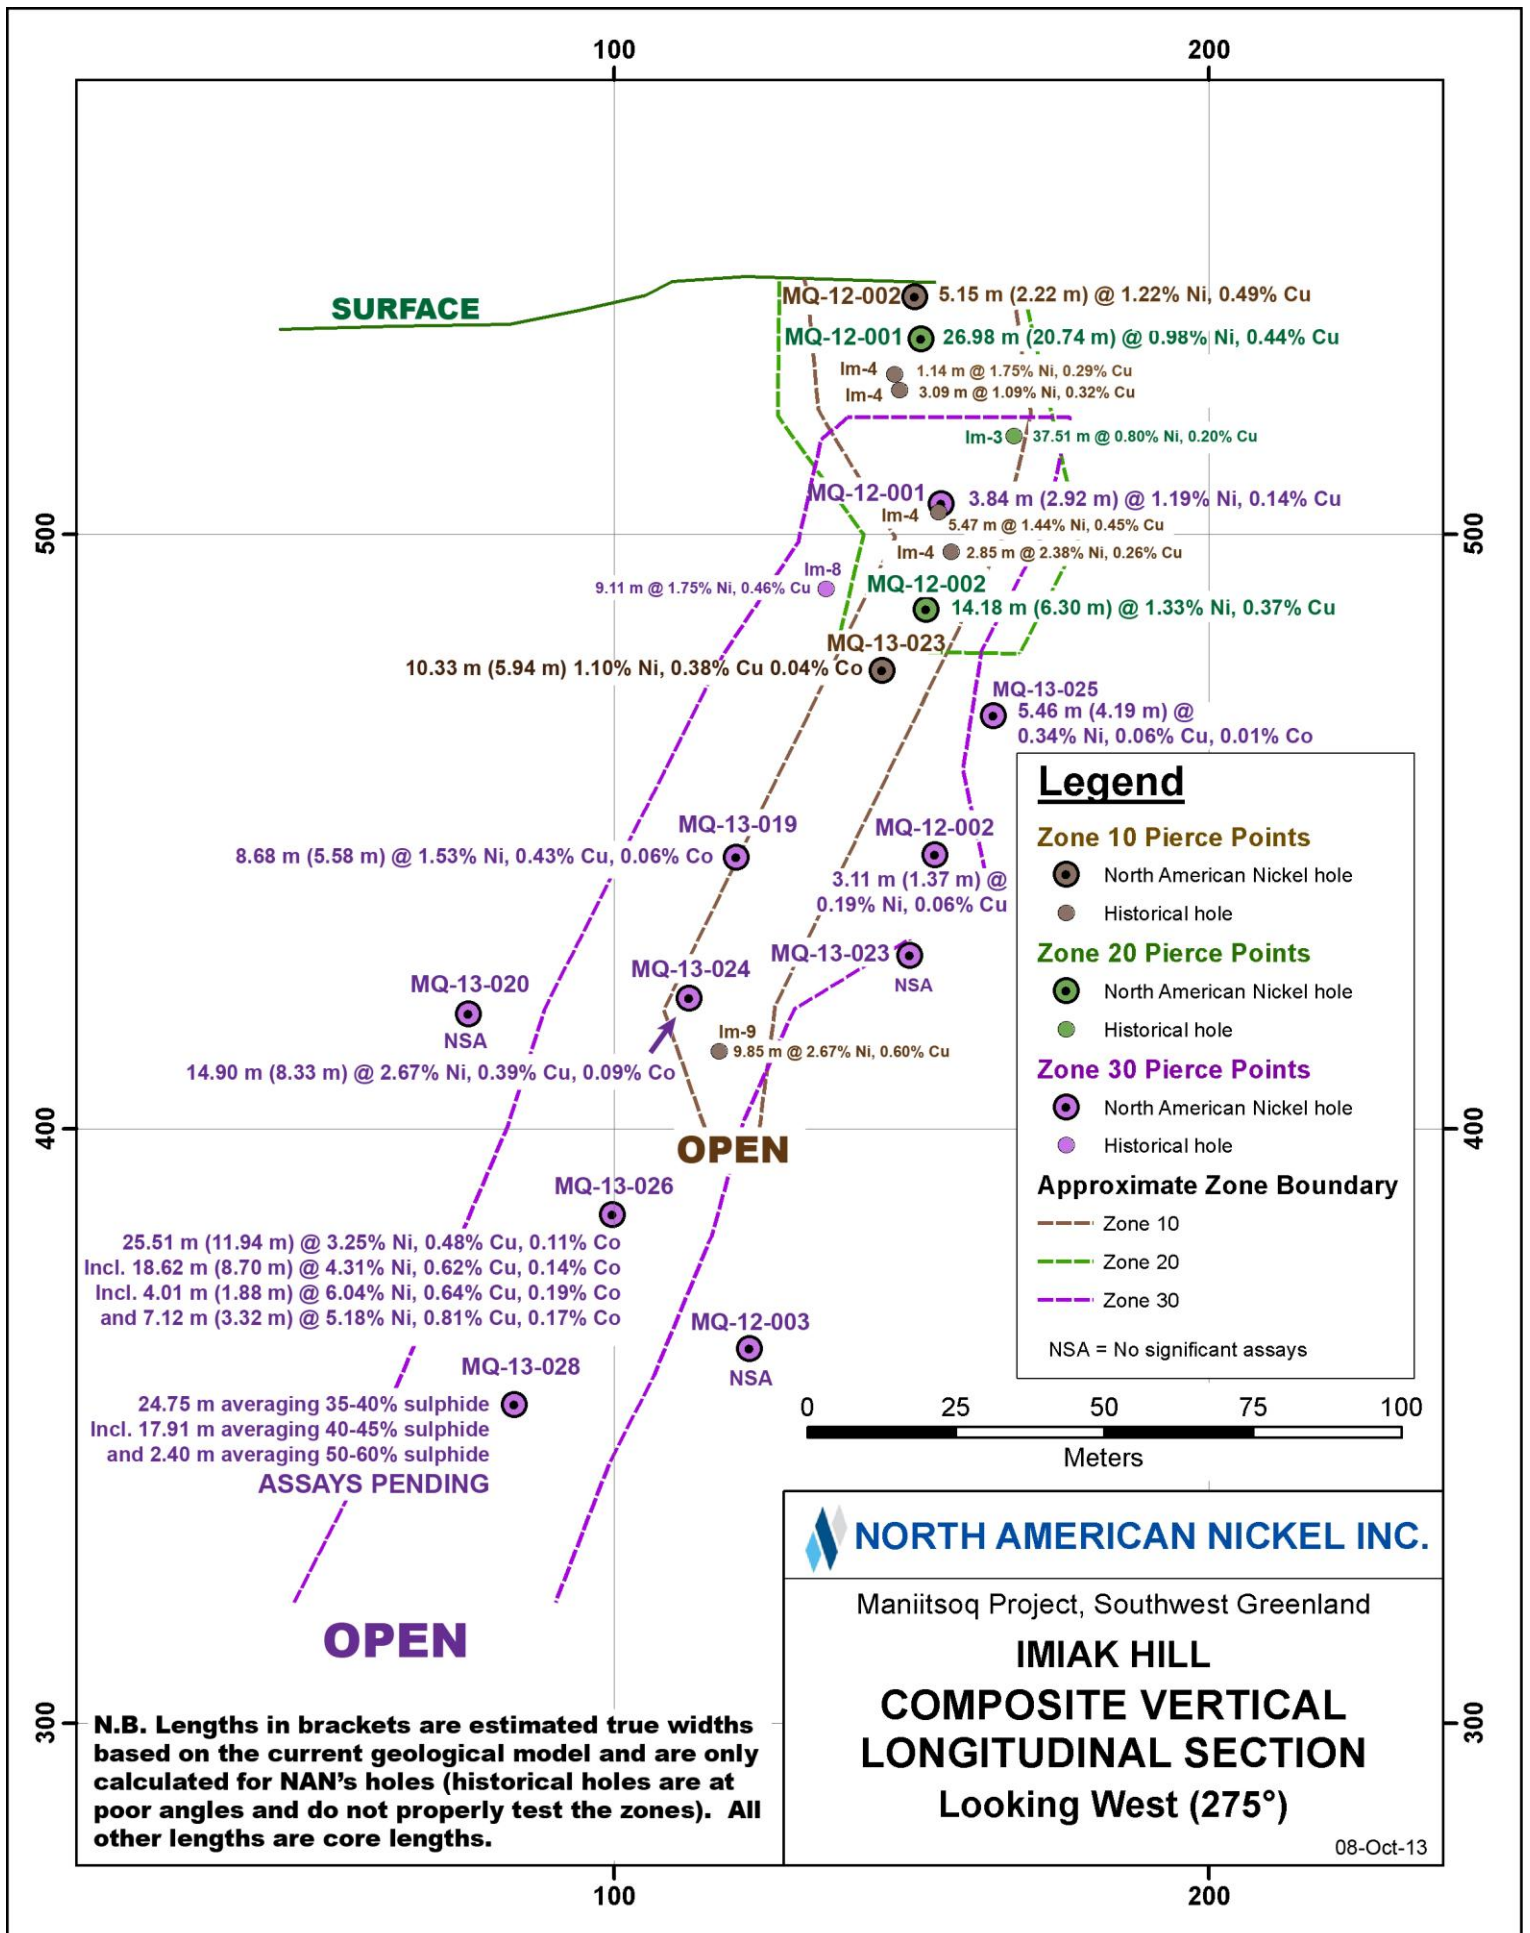 100 200
SURFACE
MQ-12-002 5.15 m (2.22 m) @ 1.22% Ni, 0.49% Cu
MQ-12-001 26.98 m (20.74 m) @ 0.98% Ni, 0.44% Cu
Im-4 1.14 m @ 1.75% Ni, 0.29% Cu
Im-4 3.09 m @ 1.09% Ni, 0.32% Cu
Im-3 37.51 m @ 0.80% Ni, 0.20% Cu
MQ-12-001 3.84 m (2.92 m) @ 1.19% Ni, 0.14% Cu
Im-4 5.47 m @ 1.44% Ni, 0.45% Cu
500 500
Im-4 2.85 m @ 2.38% Ni, 0.26% Cu
Im-8
9.11 m @ 1.75% Ni, 0.46% Cu
MQ-12-002
14.18 m (6.30 m) @ 1.33% Ni, 0.37% Cu
MQ-13-023
10.33 m (5.94 m) 1.10% Ni, 0.38% Cu 0.04% Co
MQ-13-025
5.46 m (4.19 m) @
0.34% Ni, 0.06% Cu, 0.01% Co
MQ-13-019
8.68 m (5.58 m) @ 1.53% Ni, 0.43% Cu, 0.06% Co
MQ-12-002
3.11 m (1.37 m) @
0.19% Ni, 0.06% Cu
MQ-13-023
NSA
MQ-13-024
MQ-13-020
NSA
Im-9
9.85 m @ 2.67% Ni, 0.60% Cu
14.90 m (8.33 m) @ 2.67% Ni, 0.39% Cu, 0.09% Co
400 400
OPEN
MQ-13-026
25.51 m (11.94 m) @ 3.25% Ni, 0.48% Cu, 0.11% Co
Incl. 18.62 m (8.70 m) @ 4.31% Ni, 0.62% Cu, 0.14% Co
Incl. 4.01 m (1.88 m) @ 6.04% Ni, 0.64% Cu, 0.19% Co
and 7.12 m (3.32 m) @ 5.18% Ni, 0.81% Cu, 0.17% Co
MQ-12-003
NSA
MQ-13-028
24.75 m averaging 35-40% sulphide
Incl. 17.91 m averaging 40-45% sulphide
and 2.40 m averaging 50-60% sulphide
ASSAYS PENDING
OPEN
Legend
Zone 10 Pierce Points
North American Nickel hole
Historical hole
Zone 20 Pierce Points
North American Nickel hole
Historical hole
Zone 30 Pierce Points
North American Nickel hole
Historical hole
Approximate Zone Boundary
Zone 10
Zone 20
Zone 30
NSA = No significant assays
0 25 50 75 100
Meters
NORTH AMERICAN NICKEL INC.
Maniitsoq Project, Southwest Greenland
IMIAK HILL
COMPOSITE VERTICAL
LONGITUDINAL SECTION
Looking West (275°)
08-Oct-13
300 300
N.B. Lengths in brackets are estimated true widths
based on the current geological model and are only
calculated for NAN's holes (historical holes are at
poor angles and do not properly test the zones). All
other lengths are core lengths.
100 200